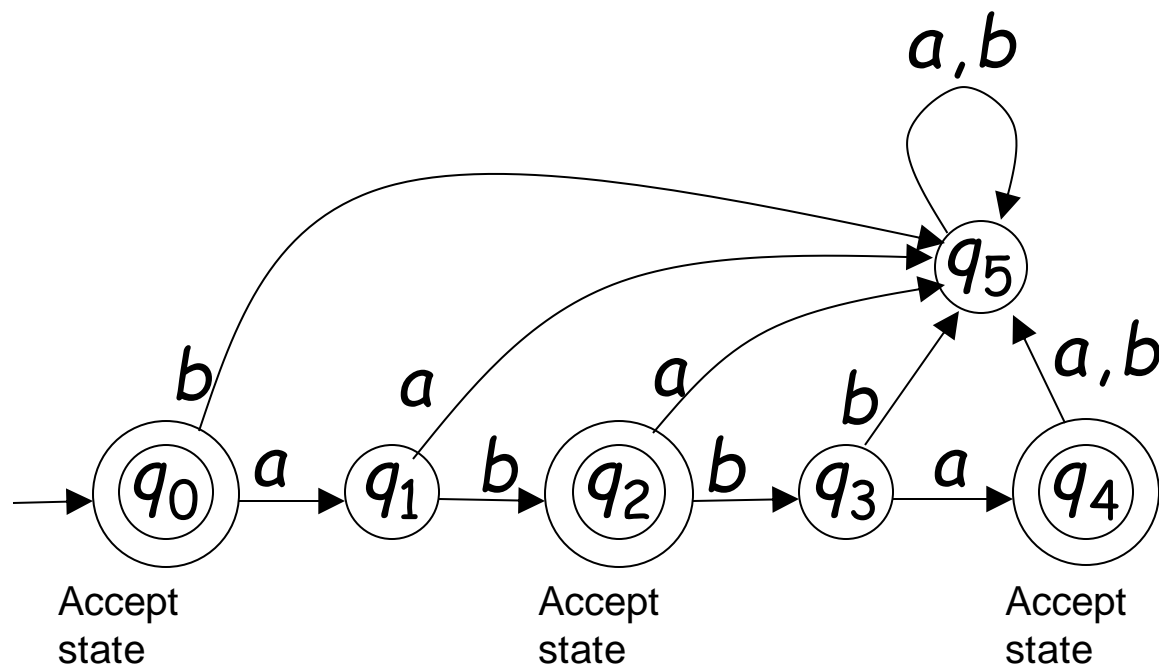 a,b
q5
b
a
a
b
a,b
q0
a
q1
b
q2
b
q3
a
q4
Accept
state
Accept
state
Accept
state